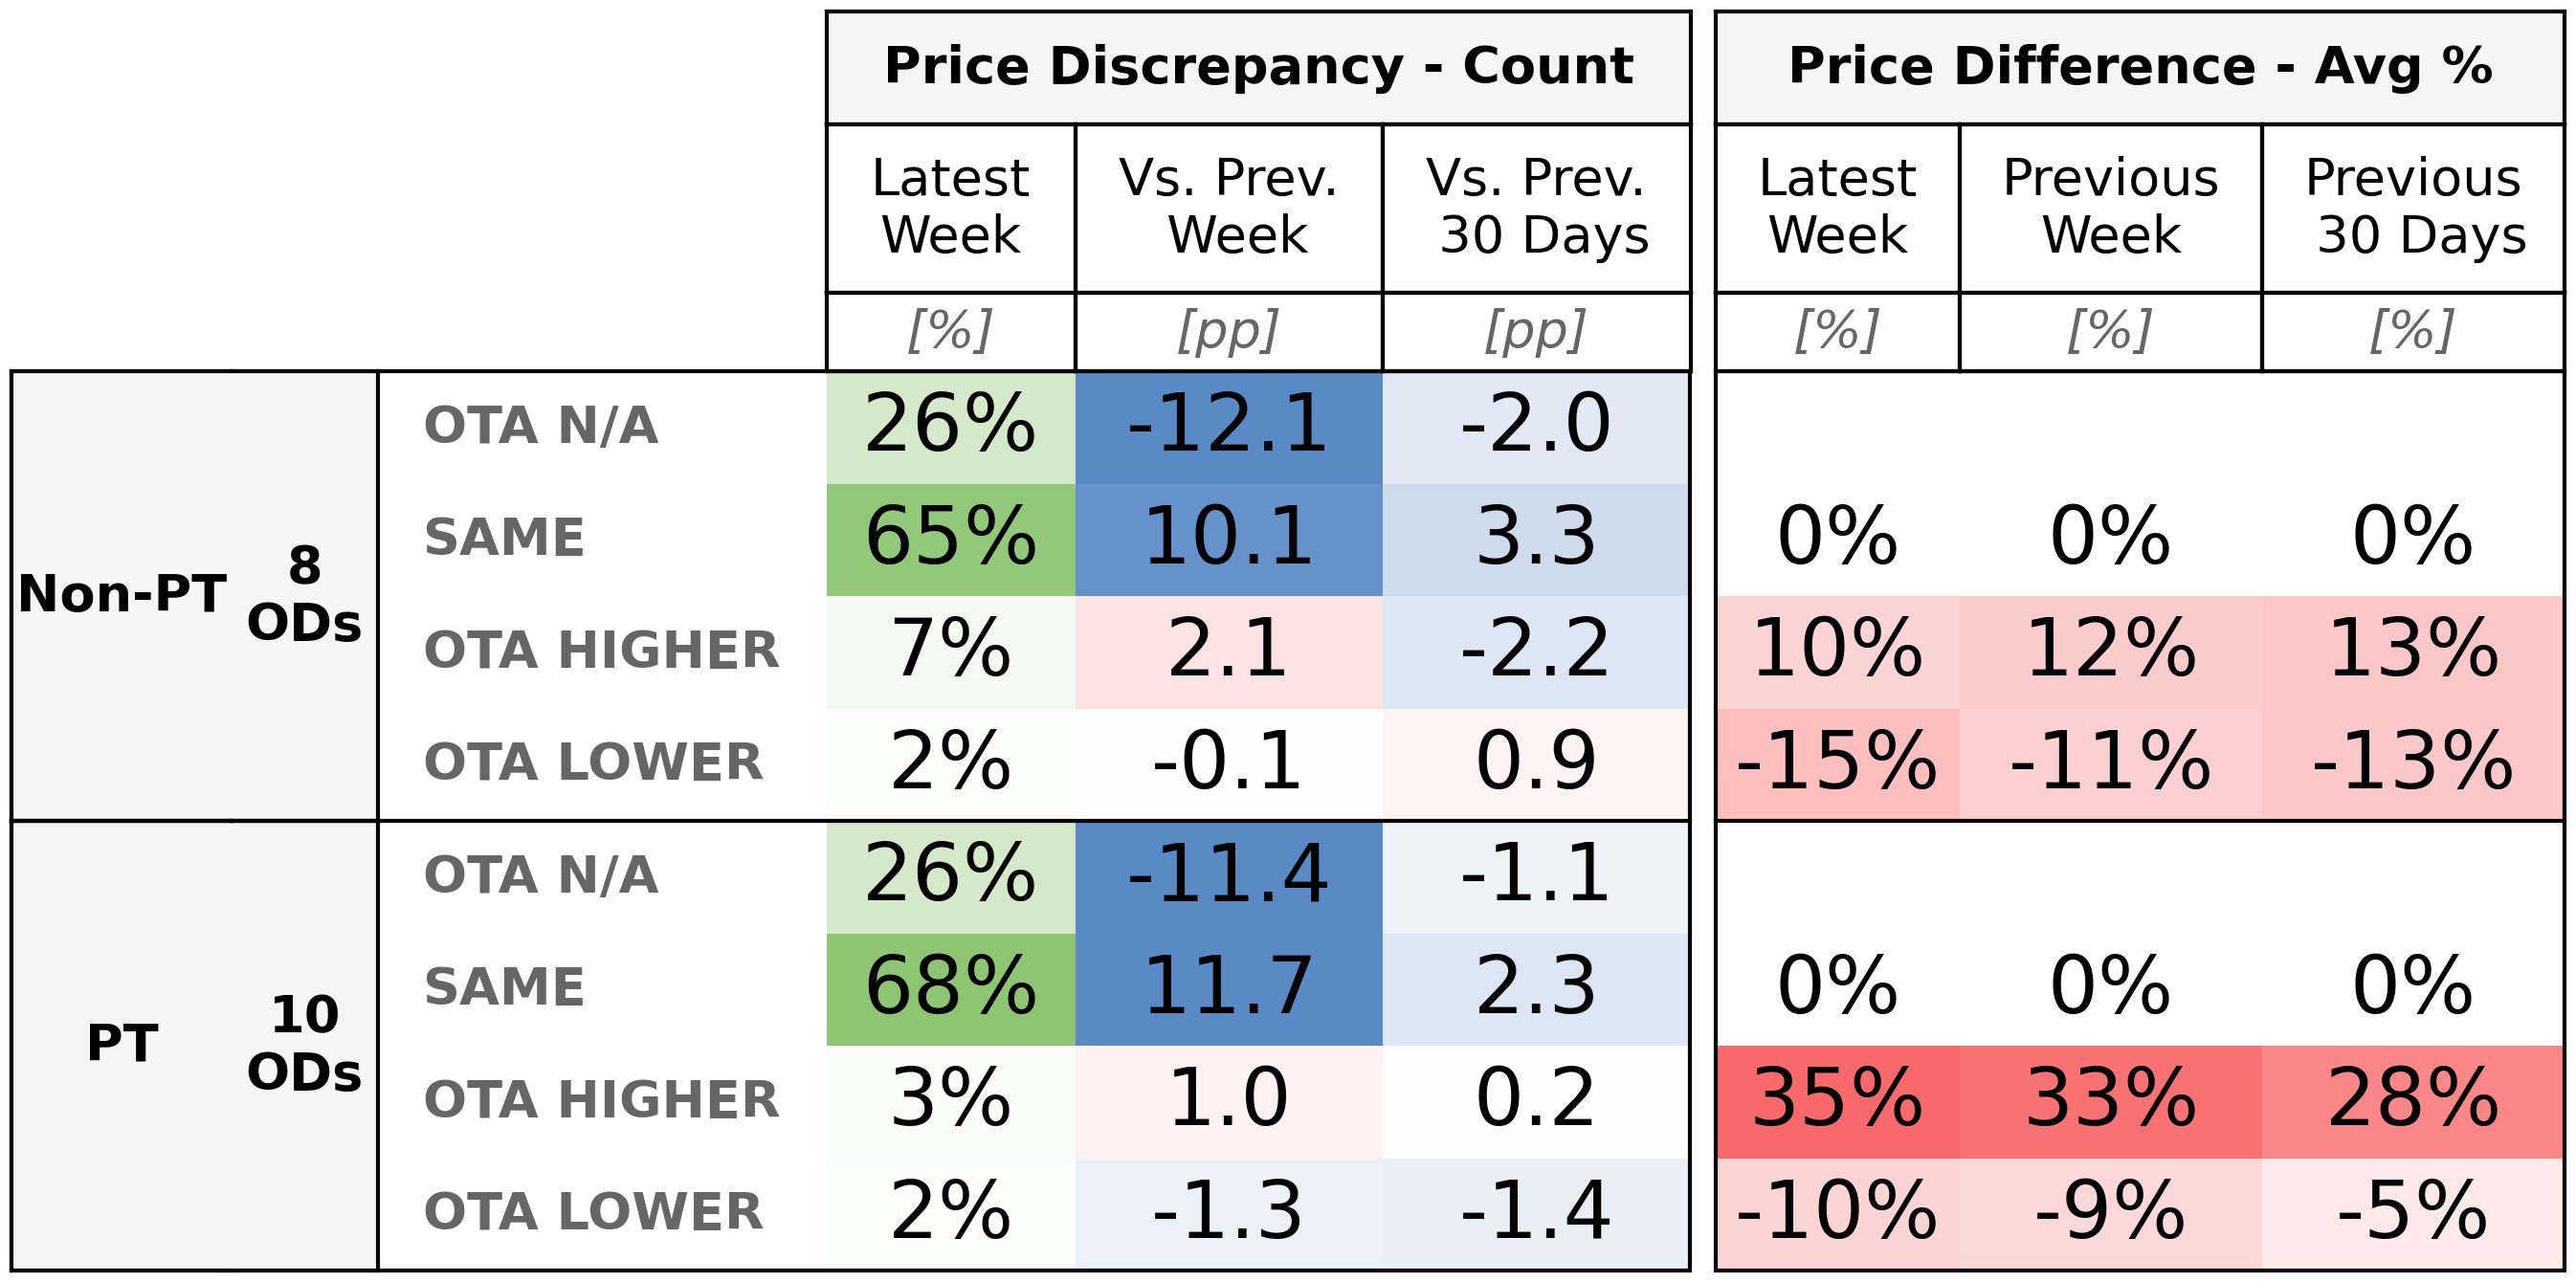 Price Discrepancy - Count Price Difference - Avg %
Latest Week Vs. Prev. Week Vs. Prev. 30 Days Latest Week Previous Week Previous 30 Days
[%] [pp] [pp] [%] [%] [%]
Non-PT 8 ODs
OTA N/A 26% -12.1 -2.0
SAME 65% 10.1 3.3 0% 0% 0%
OTA HIGHER 7% 2.1 -2.2 10% 12% 13%
OTA LOWER 2% -0.1 0.9 -15% -11% -13%
PT 10 ODs
OTA N/A 26% -11.4 -1.1
SAME 68% 11.7 2.3 0% 0% 0%
OTA HIGHER 3% 1.0 0.2 35% 33% 28%
OTA LOWER 2% -1.3 -1.4 -10% -9% -5%